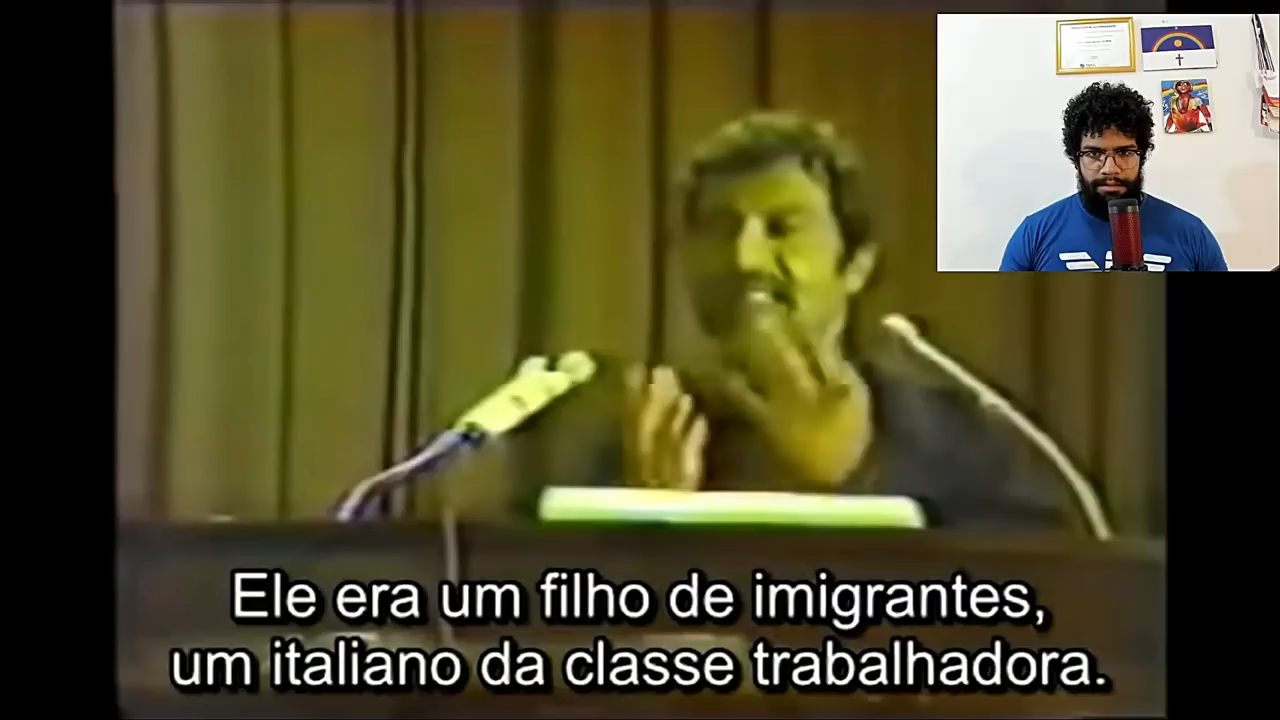 Ele era um filho de imigrantes,
um italiano da classe trabalhadora.